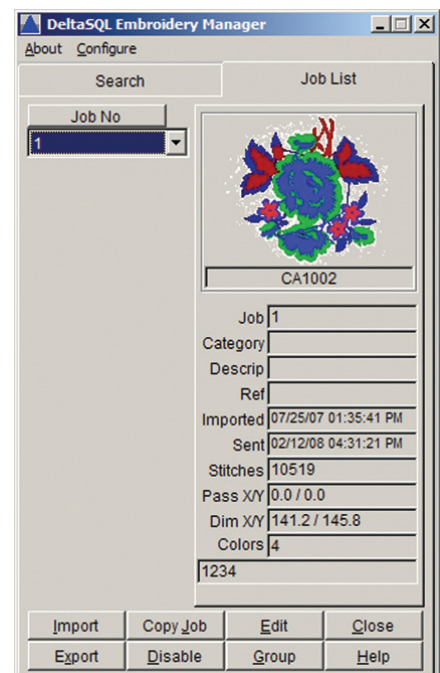 DeltaSQL Embroidery Manager
About Configure
Search Job List
Job No
1
CA1002
Job 1
Category
Descrip
Ref
Imported 07/25/07 01:35:41 PM
Sent 02/12/08 04:31:21 PM
Stitches 10519
Pass X/Y 0.0 / 0.0
Dim X/Y 141.2 / 145.8
Colors 4
1234
Import Copy Job Edit Close
Export Disable Group Help